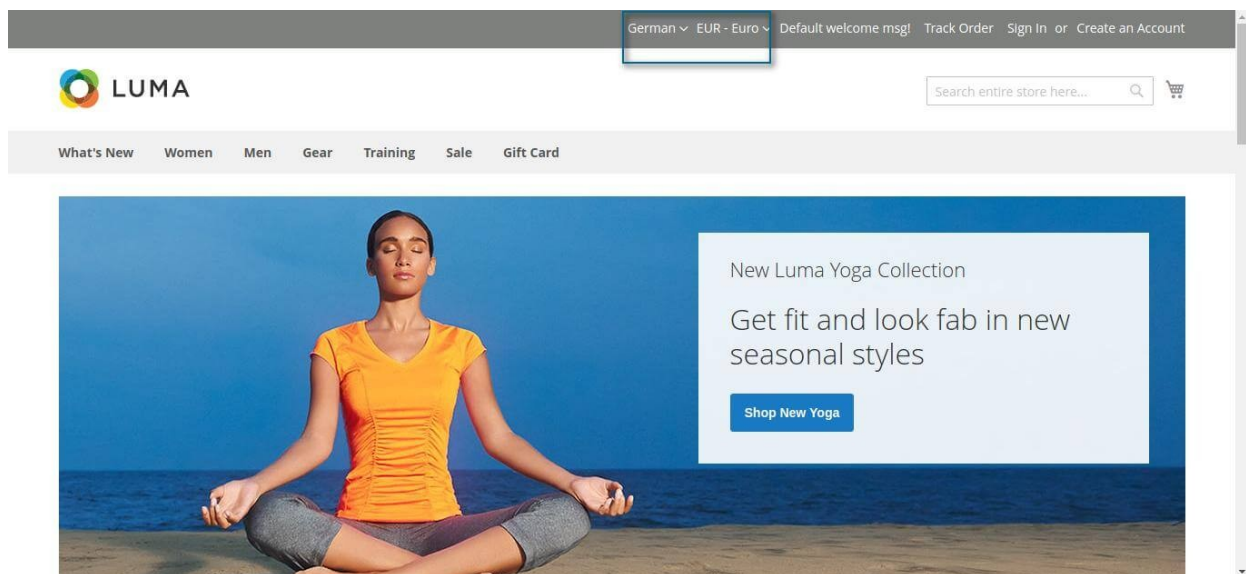 German EUR - Euro Default welcome msg! Track Order Sign In or Create an Account
LUMA
Search entire store here...
What's New Women Men Gear Training Sale Gift Card
New Luma Yoga Collection
Get fit and look fab in new
seasonal styles
Shop New Yoga